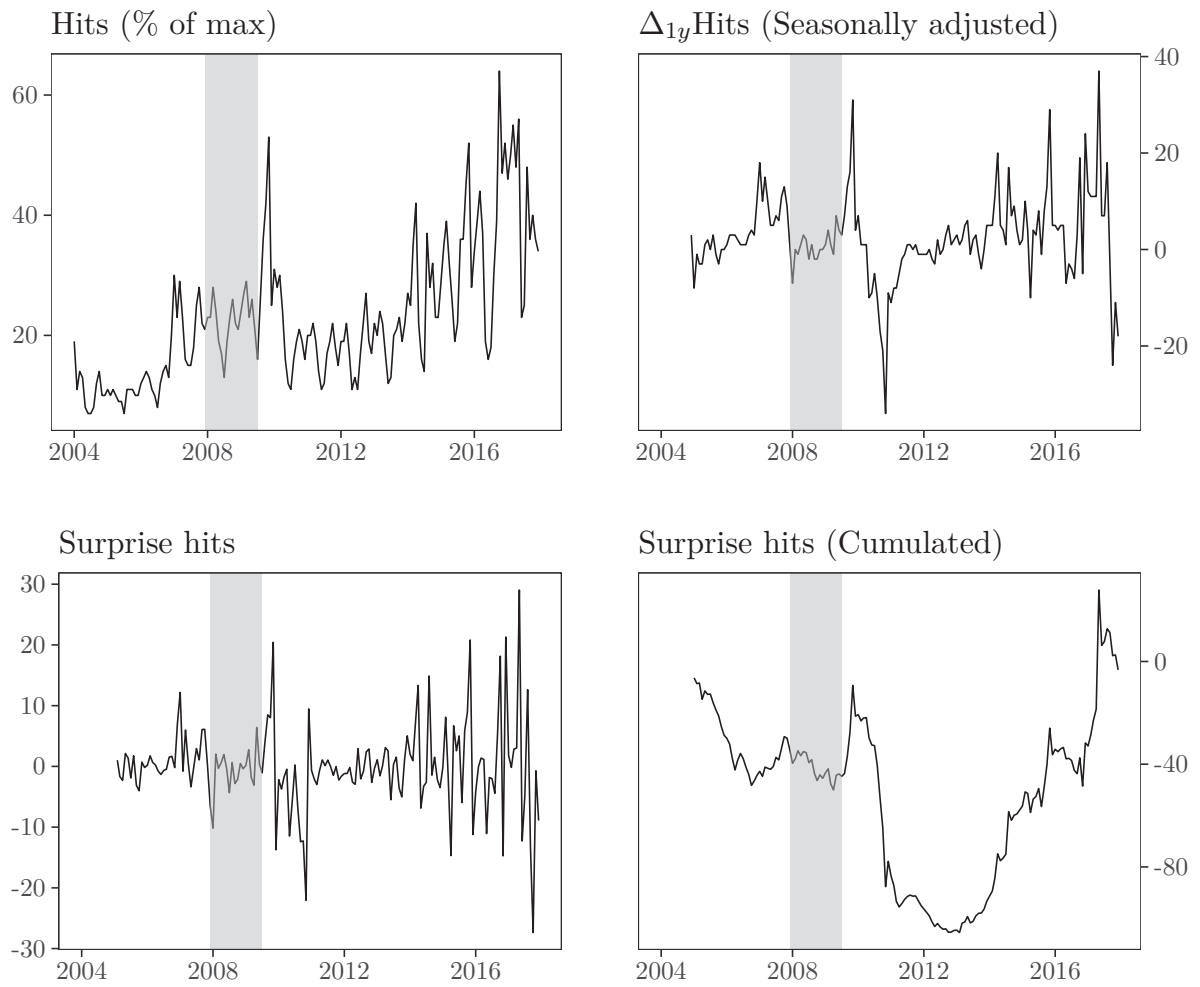 Hits (% of max)
60
40
20
2004 2008 2012 2016
Δ1yHits (Seasonally adjusted)
40
20
0
-20
2004 2008 2012 2016
Surprise hits
30
20
10
0
-10
-20
-30
2004 2008 2012 2016
Surprise hits (Cumulated)
0
-40
-80
2004 2008 2012 2016